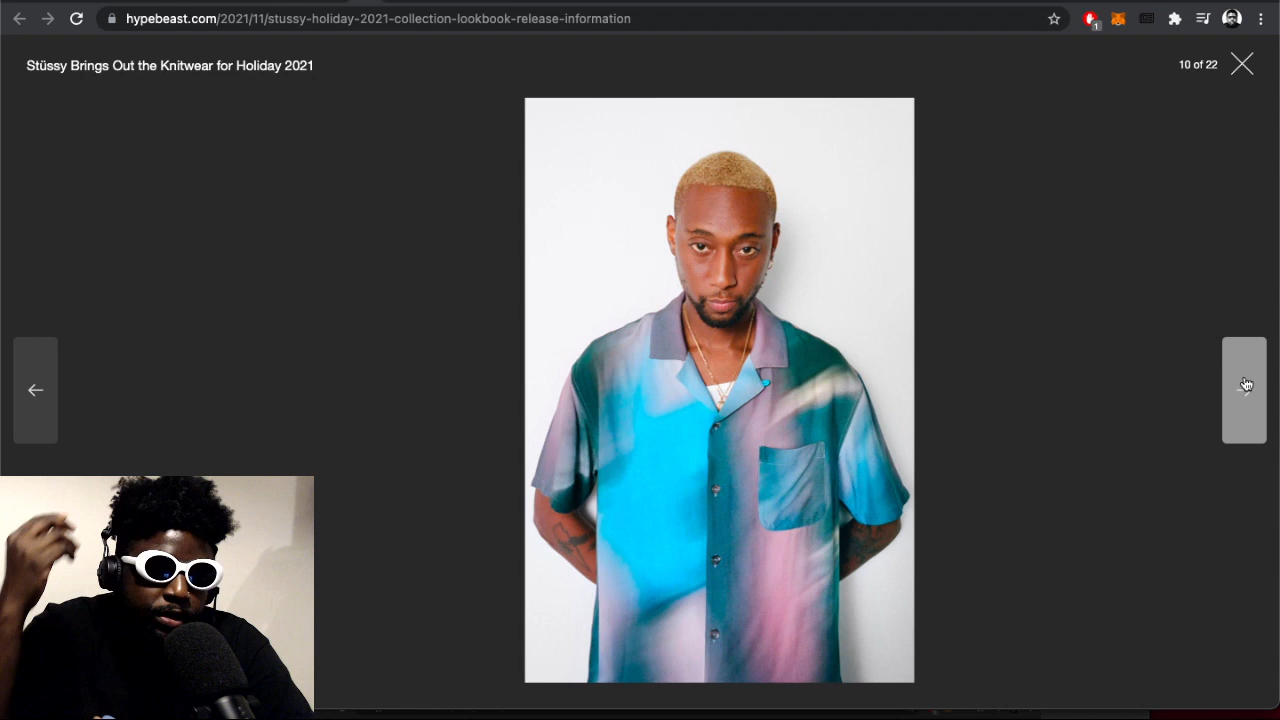 hypebeast.com/2021/11/stussy-holiday-2021-collection-lookbook-release-information
1
Stüssy Brings Out the Knitwear for Holiday 2021
10 of 22